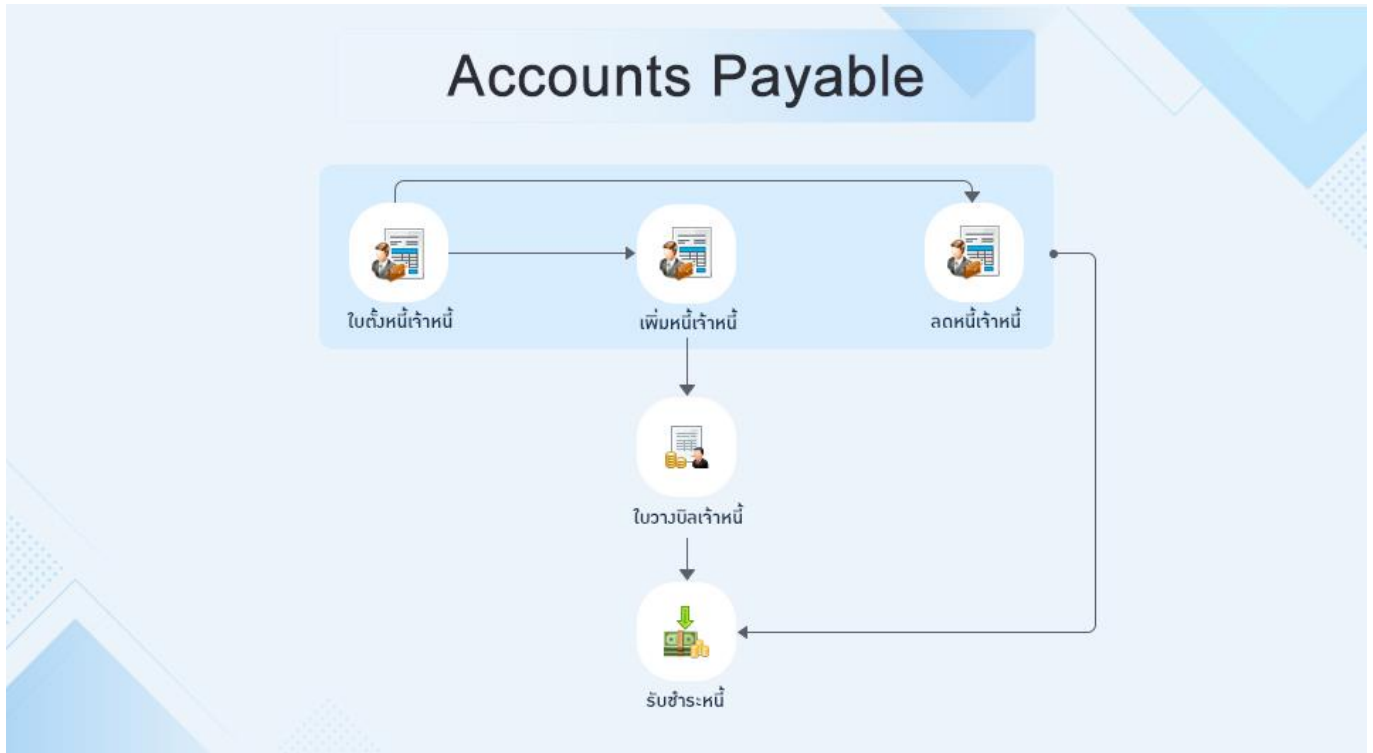 Accounts Payable
ใบตั้งหนี้เจ้าหนี้
เพิ่มหนี้เจ้าหนี้
ลดหนี้เจ้าหนี้
ใบวางบิลเจ้าหนี้
รับชำระหนี้